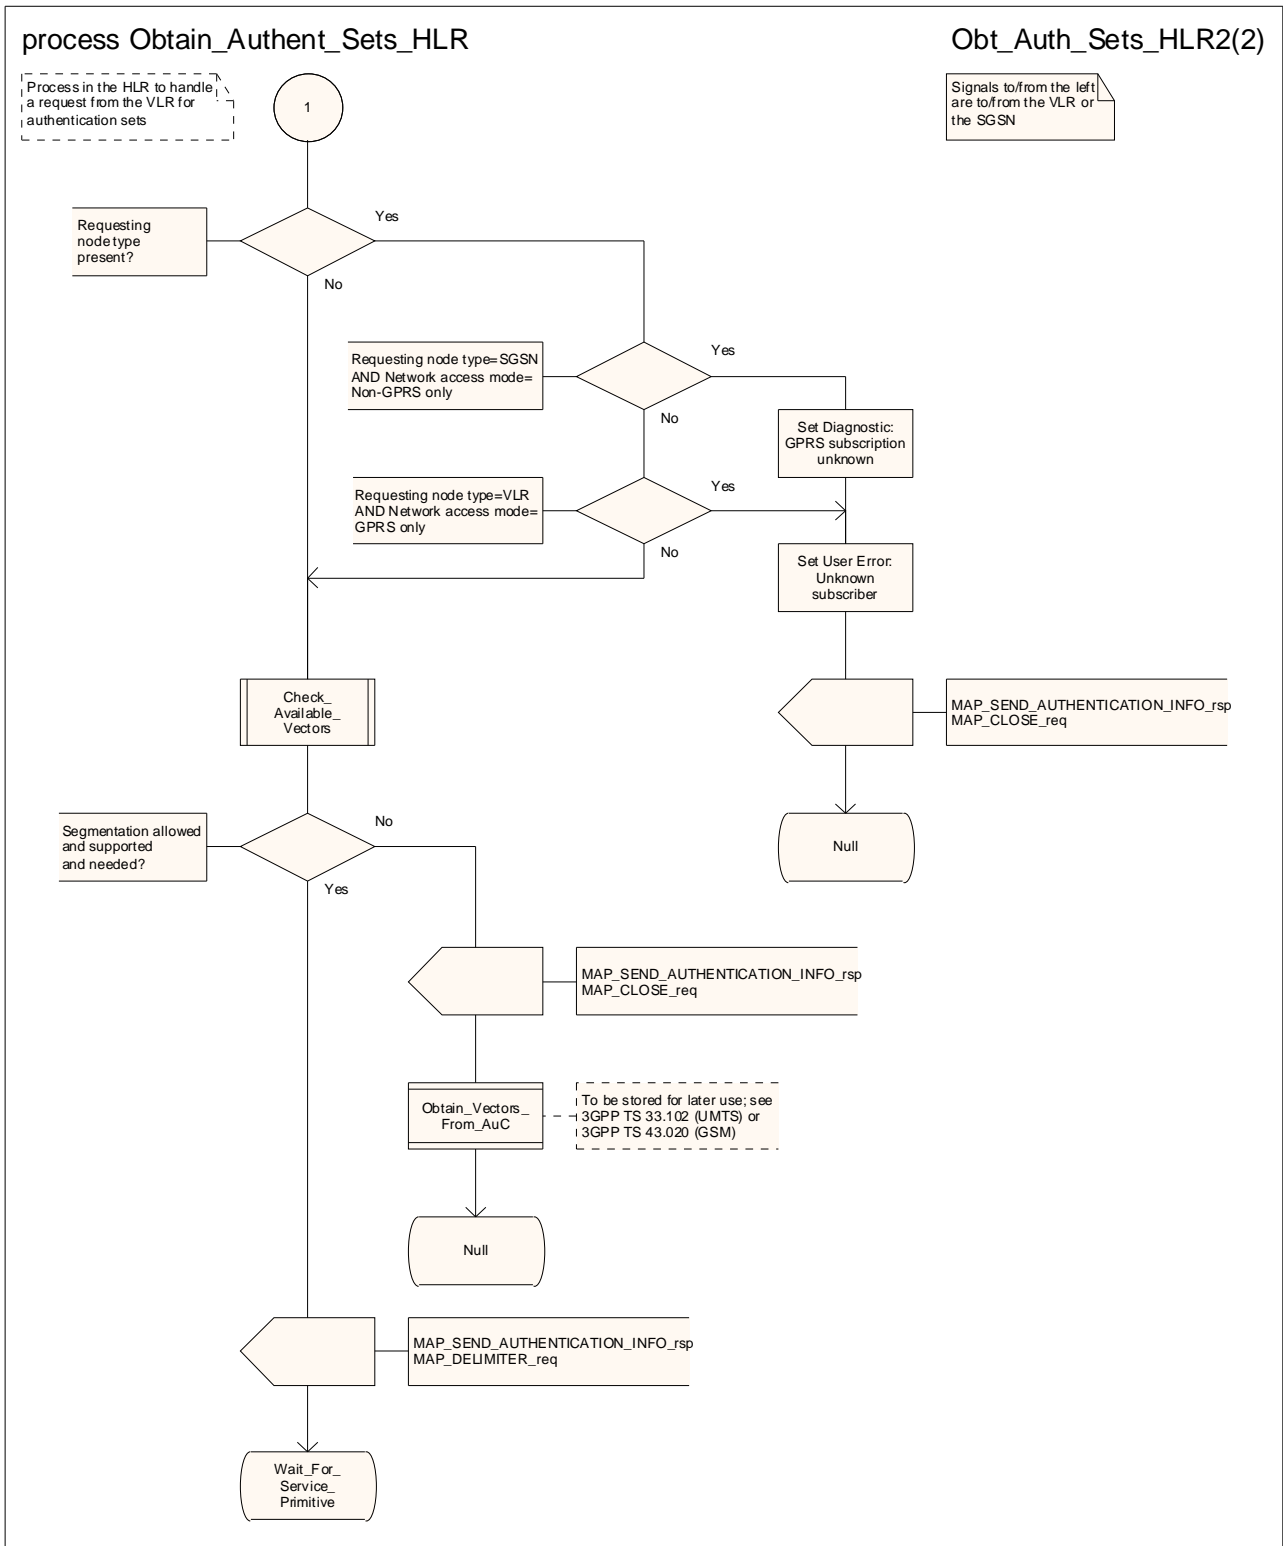 process Obtain_Authent_Sets_HLR
Obt_Auth_Sets_HLR2(2)
Process in the HLR to handle
a request from the VLR for
authentication sets
1
Signals to/from the left
are to/from the VLR or
the SGSN
Requesting
node type
present?
Yes
No
Requesting node type=SGSN
AND Network access mode=
Non-GPRS only
Yes
No
Set Diagnostic:
GPRS subscription
unknown
Requesting node type=VLR
AND Network access mode=
GPRS only
Yes
No
Set User Error:
Unknown
subscriber
Check_
Available_
Vectors
MAP_SEND_AUTHENTICATION_INFO_rsp
MAP_CLOSE_req
Segmentation allowed
and supported
and needed?
No
Yes
Null
MAP_SEND_AUTHENTICATION_INFO_rsp
MAP_CLOSE_req
Obtain_Vectors_
From_AuC
To be stored for later use; see
3GPP TS 33.102 (UMTS) or
3GPP TS 43.020 (GSM)
Null
MAP_SEND_AUTHENTICATION_INFO_rsp
MAP_DELIMITER_req
Wait_For_
Service_
Primitive